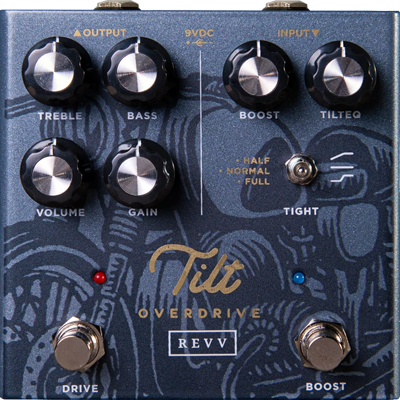 ▲OUTPUT
9VDC
INPUT▼
TREBLE
BASS
BOOST
TILTEQ
• HALF
• NORMAL
• FULL
VOLUME
GAIN
TIGHT
Tilt
OVERDRIVE
REVV
DRIVE
BOOST